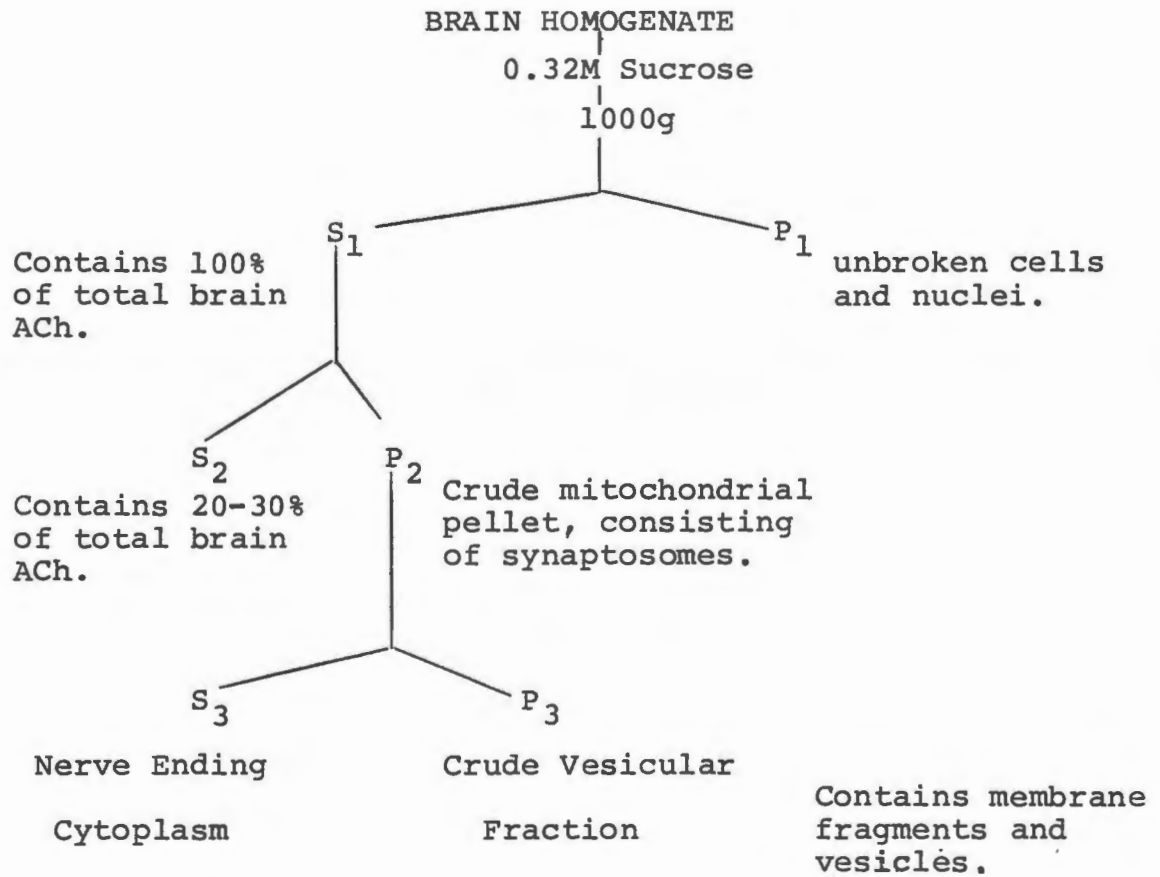 BRAIN HOMOGENATE
0.32M Sucrose
1000g
S1
P1
Contains 100%
of total brain
ACh.
unbroken cells
and nuclei.
S2
P2
Contains 20-30%
of total brain
ACh.
Crude mitochondrial
pellet, consisting
of synaptosomes.
S3
P3
Nerve Ending
Cytoplasm
Crude Vesicular
Fraction
Contains membrane
fragments and
vesicles.